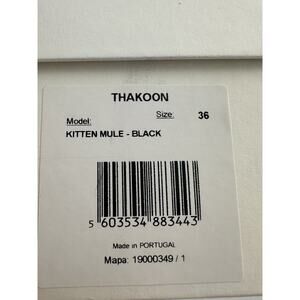 THAKOON
Model: Size: 36
KITTEN MULE - BLACK
5 603534 883443
Made in PORTUGAL
Mapa: 19000349 / 1